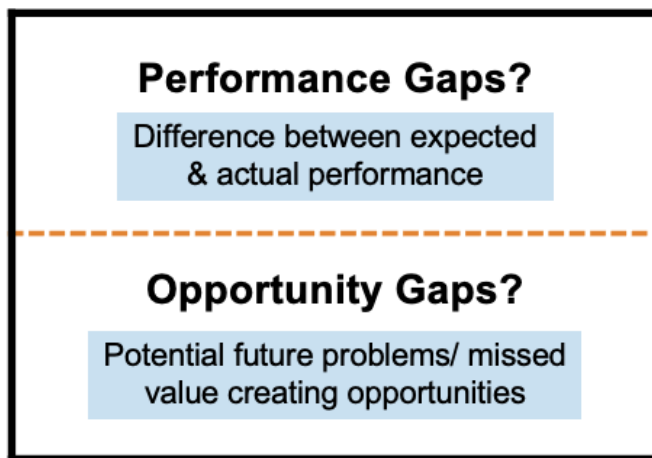 Performance Gaps?
Difference between expected
& actual performance
Opportunity Gaps?
Potential future problems/ missed
value creating opportunities